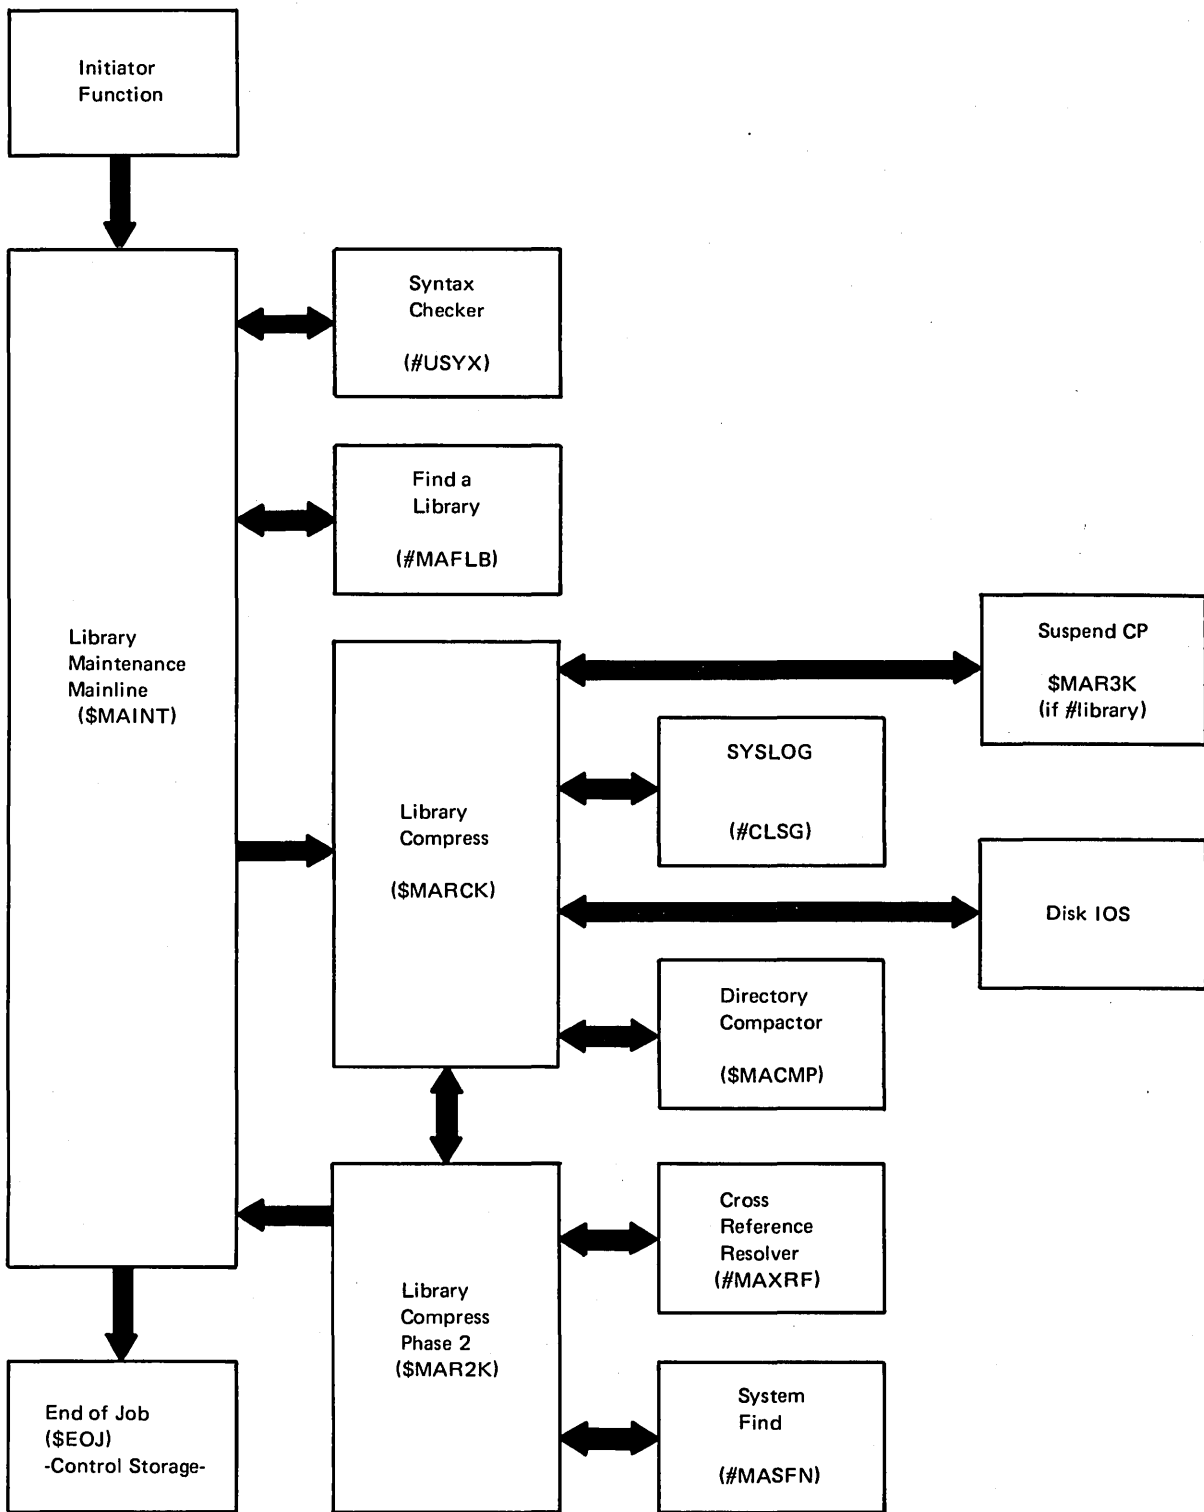 Initiator
Function
Syntax
Checker
(#USYX)
Find a
Library
(#MAFLB)
Library
Maintenance
Mainline
($MAINT)
Suspend CP
$MAR3K
(if #library)
SYSLOG
(#CLSG)
Library
Compress
($MARCK)
Disk IOS
Directory
Compactor
($MACMP)
Cross
Reference
Resolver
(#MAXRF)
Library
Compress
Phase 2
($MAR2K)
System
Find
(#MASFN)
End of Job
($EOJ)
-Control Storage-